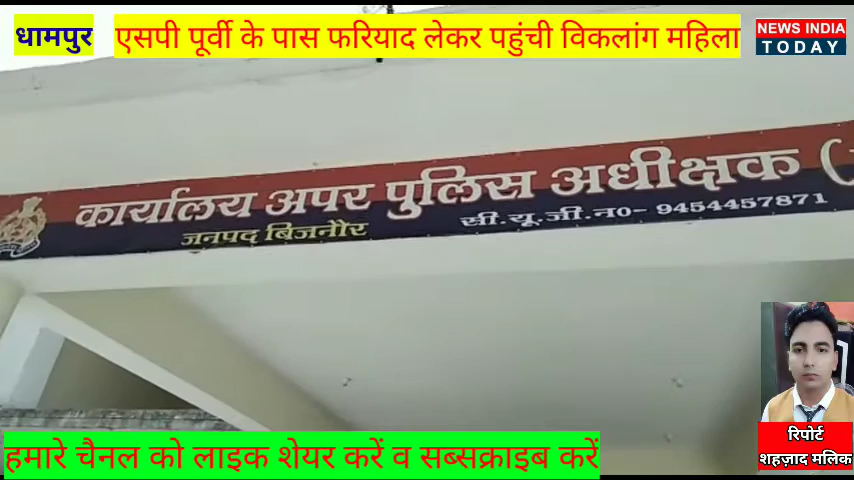 धामपुर
एसपी पूर्वी के पास फरियाद लेकर पहुंची विकलांग महिला
NEWS INDIA
TODAY
कार्यालय अपर पुलिस अधीक्षक (
जनपद बिजनौर
सी.यू.जी.न0- 9454457871
रिपोर्ट
शहज़ाद मलिक
हमारे चैनल को लाइक शेयर करें व सब्सक्राइब करें